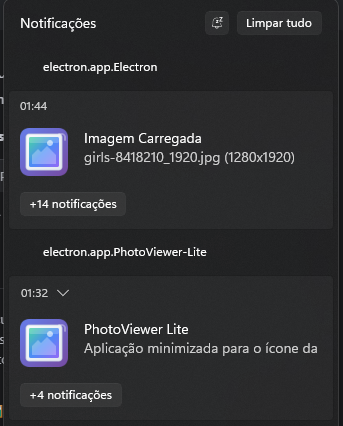 Notificações
Limpar tudo
electron.app.Electron
01:44
Imagem Carregada
girls-8418210_1920.jpg (1280x1920)
+14 notificações
electron.app.PhotoViewer-Lite
01:32
PhotoViewer Lite
Aplicação minimizada para o ícone da
+4 notificações